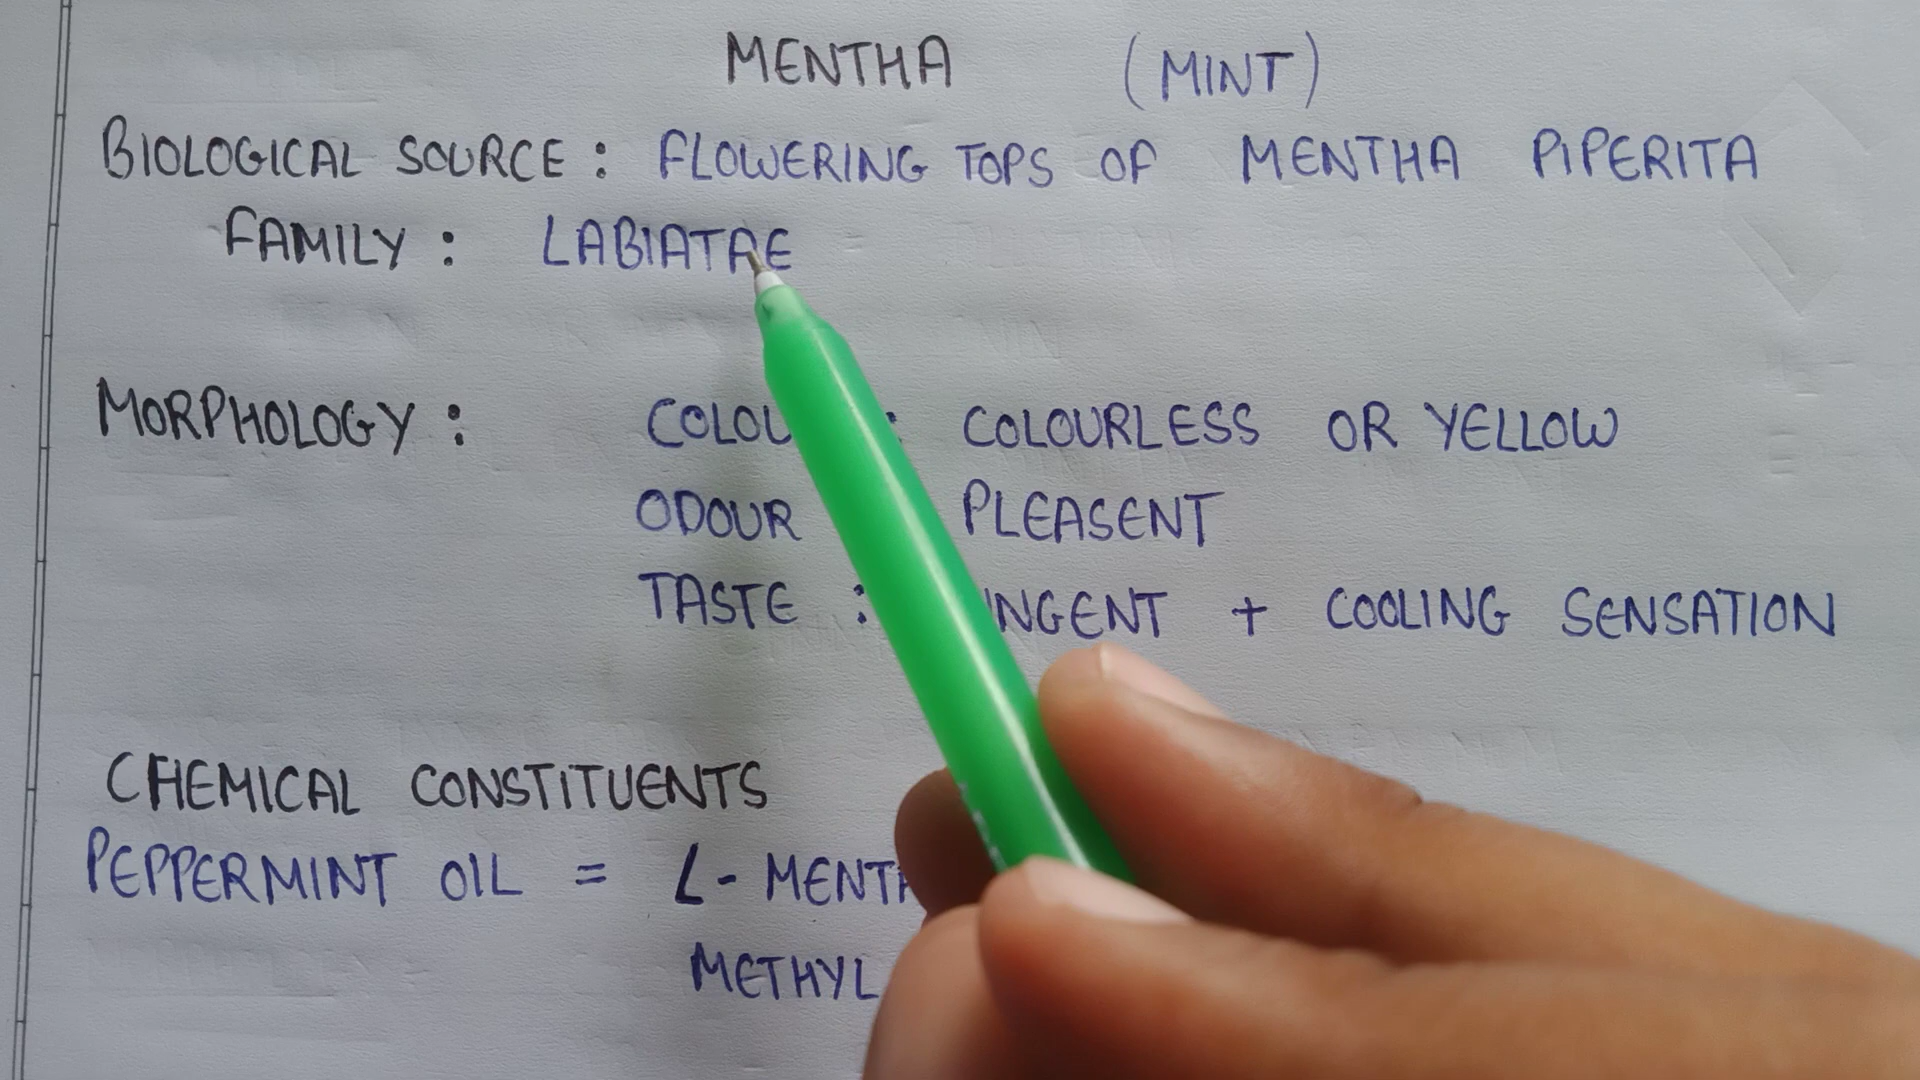 MENTHA (MINT)
BIOLOGICAL SOURCE : FLOWERING TOPS OF MENTHA PIPERITA
FAMILY : LABIATAE
MORPHOLOGY : COLOU : COLOURLESS OR YELLOW
ODOUR PLEASENT
TASTE : NGENT + COOLING SENSATION
CHEMICAL CONSTITUENTS
PEPPERMINT OIL = L- MENTH
METHYL